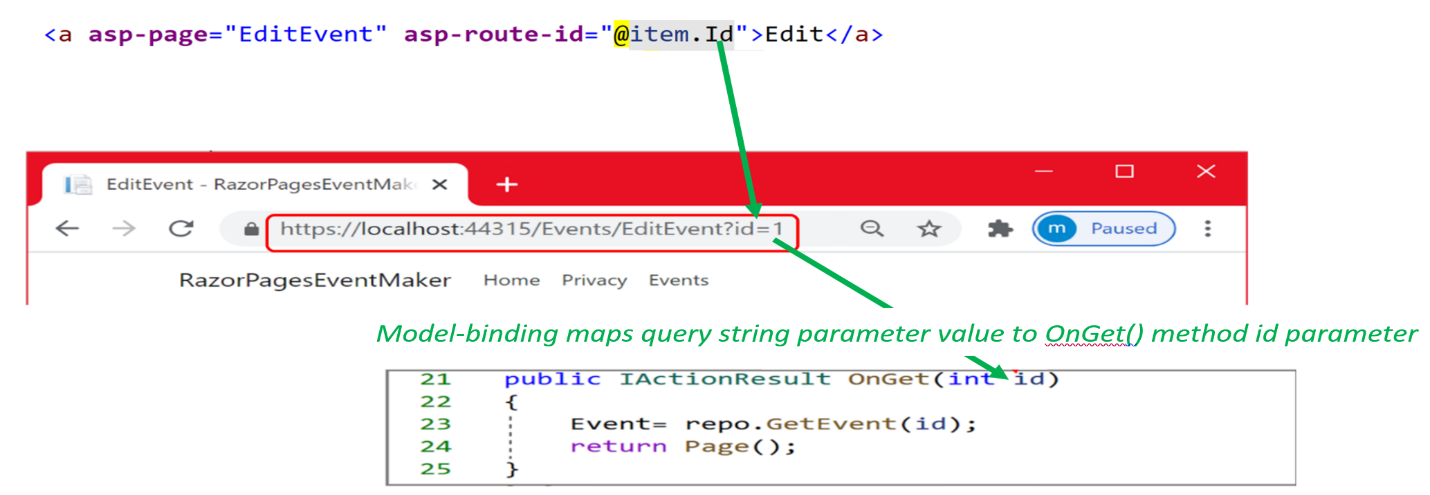 <a asp-page="EditEvent" asp-route-id="@item.Id">Edit</a>
EditEvent - RazorPagesEventMak
https://localhost:44315/Events/EditEvent?id=1
m Paused
RazorPagesEventMaker Home Privacy Events
Model-binding maps query string parameter value to OnGet() method id parameter
21 public IActionResult OnGet(int id)
22 {
23 Event= repo.GetEvent(id);
24 return Page();
25 }